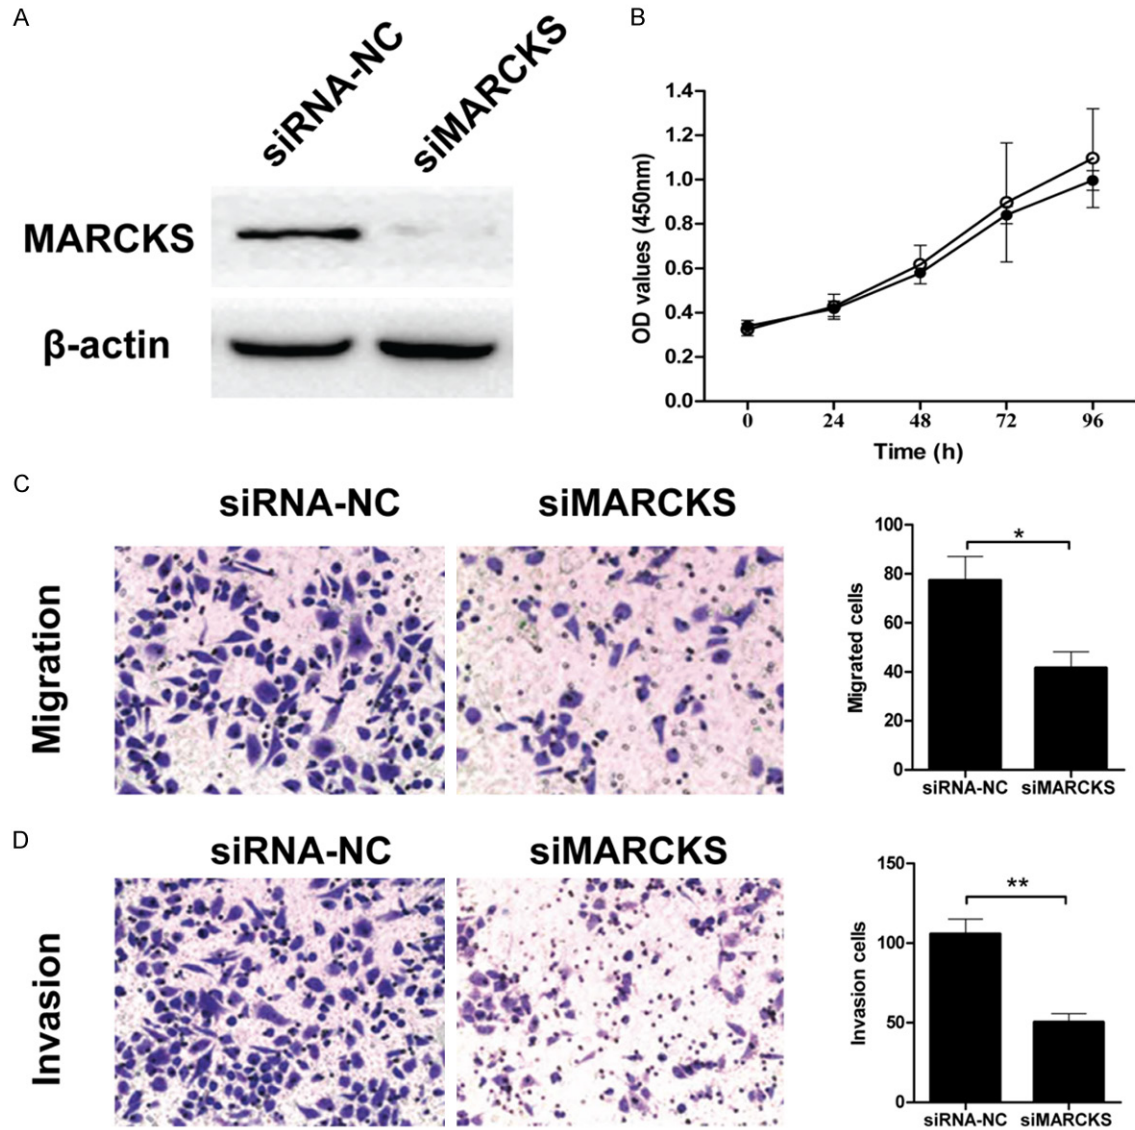 A
siRNA-NC
siMARCKS
MARCKS
β-actin
B
OD values (450nm)
1.4
1.2
1.0
0.8
0.6
0.4
0.2
0.0
0 24 48 72 96
Time (h)
C
siRNA-NC siMARCKS
Migration
Migrated cells
100
80
60
40
20
0
*
siRNA-NC siMARCKS
D
siRNA-NC siMARCKS
Invasion
Invasion cells
150
100
50
0
**
siRNA-NC siMARCKS